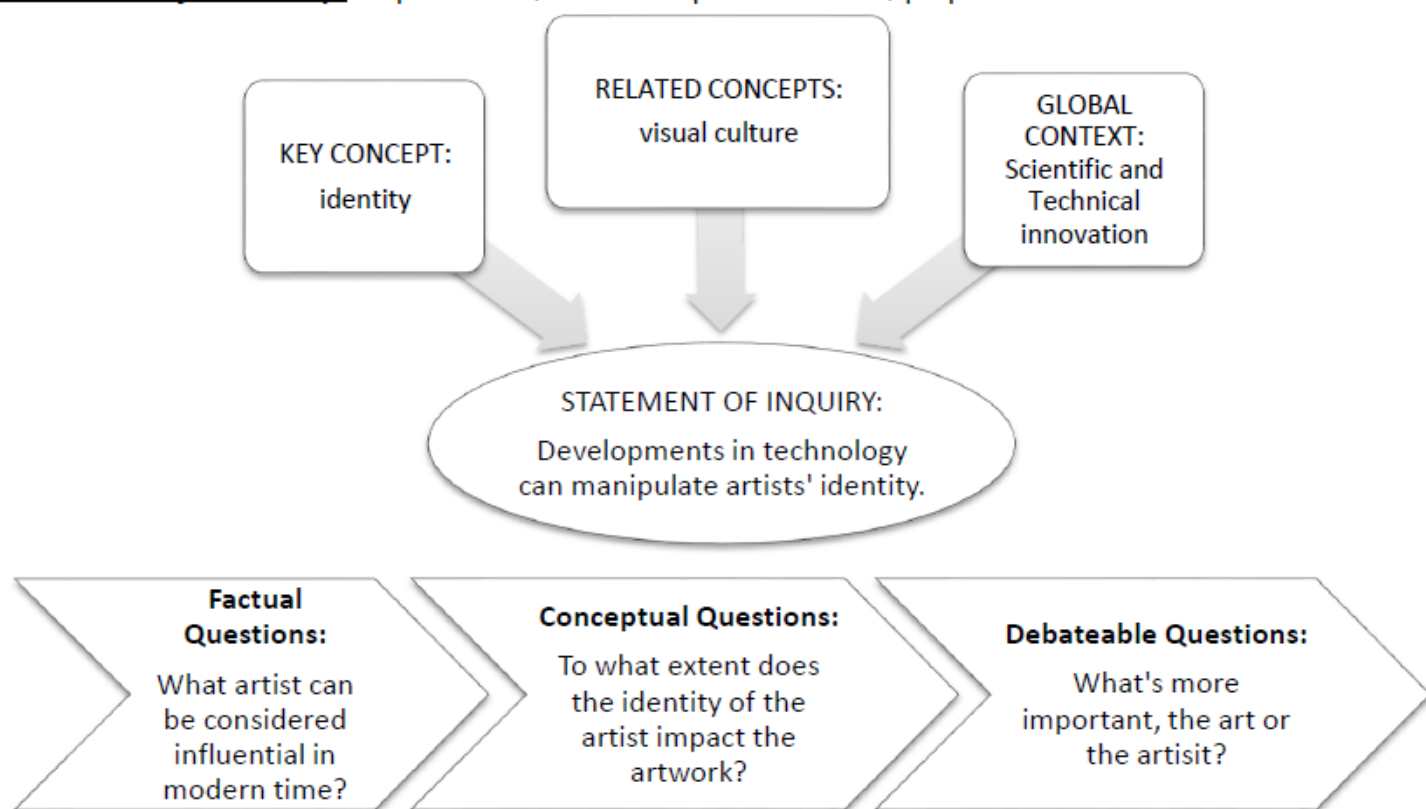 KEY CONCEPT:
identity
RELATED CONCEPTS:
visual culture
GLOBAL
CONTEXT:
Scientific and
Technical
innovation
STATEMENT OF INQUIRY:
Developments in technology
can manipulate artists' identity.
Factual
Questions:
What artist can
be considered
influential in
modern time?
Conceptual Questions:
To what extent does
the identity of the
artist impact the
artwork?
Debateable Questions:
What's more
important, the art or
the artisit?